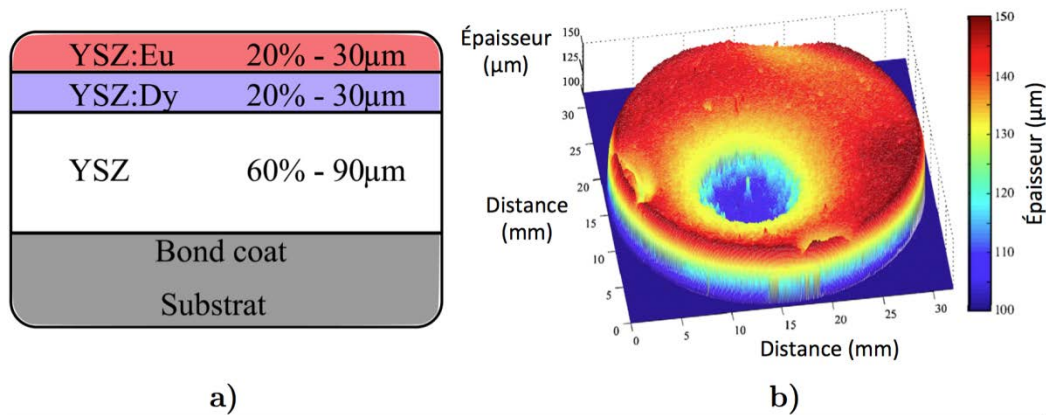 YSZ:Eu 20% - 30µm
YSZ:Dy 20% - 30µm
YSZ 60% - 90µm
Bond coat
Substrat
a)
Épaisseur
(µm)
150
125
100
30
25
20
15
10
5
0
Distance
(mm)
0
5
10
15
20
25
30
Distance (mm)
150
140
130
120
110
100
Épaisseur (µm)
b)